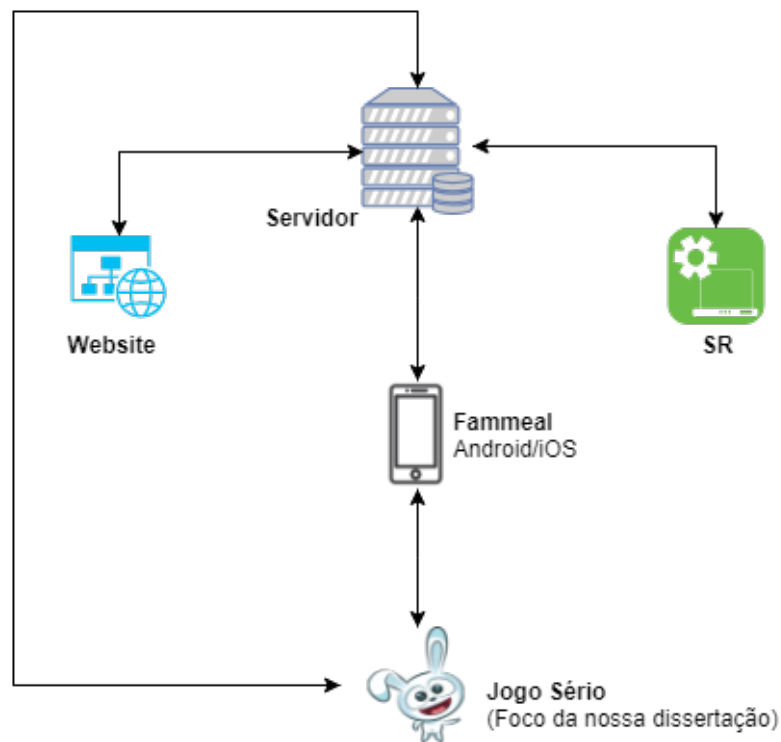 Servidor
Website
SR
Fammeal
Android/iOS
Jogo Sério
(Foco da nossa dissertação)